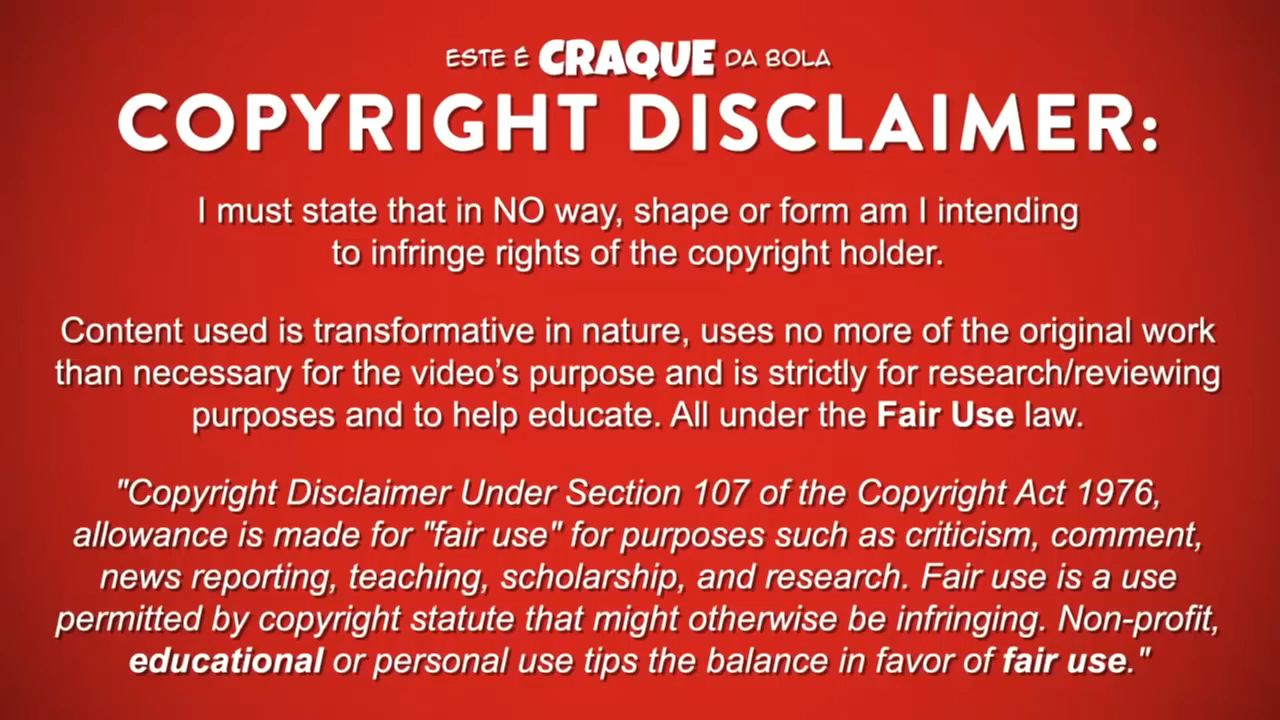 ESTE É CRAQUE DA BOLA
COPYRIGHT DISCLAIMER:
I must state that in NO way, shape or form am I intending
to infringe rights of the copyright holder.
Content used is transformative in nature, uses no more of the original work
than necessary for the video’s purpose and is strictly for research/reviewing
purposes and to help educate. All under the Fair Use law.
"Copyright Disclaimer Under Section 107 of the Copyright Act 1976,
allowance is made for "fair use" for purposes such as criticism, comment,
news reporting, teaching, scholarship, and research. Fair use is a use
permitted by copyright statute that might otherwise be infringing. Non-profit,
educational or personal use tips the balance in favor of fair use."